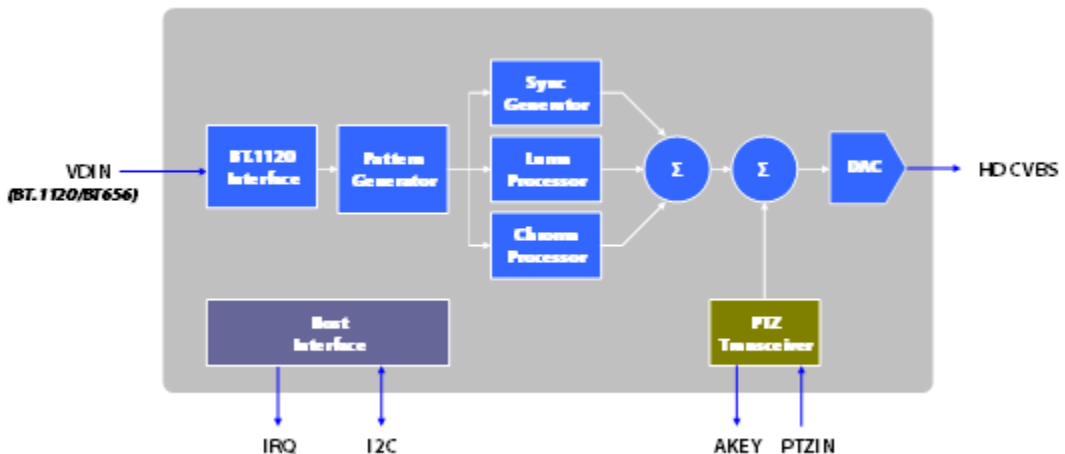 Sync
Generator
BT.1120
Interface
Pattern
Generator
Luma
Processor
Σ
Σ
DAC
VDIN
(BT.1120/BT656)
HD CVBS
Chroma
Processor
Host
Interface
PTZ
Transceiver
IRQ
I2C
AKEY
PTZIN